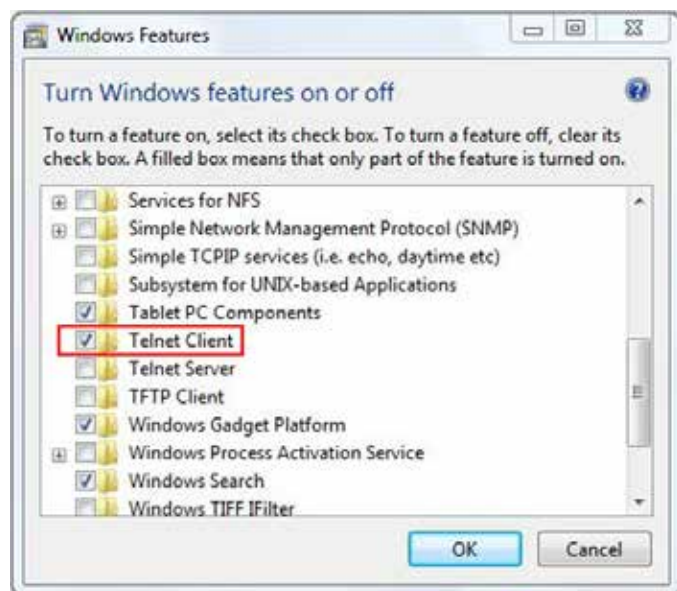 Windows Features
Turn Windows features on or off
To turn a feature on, select its check box. To turn a feature off, clear its
check box. A filled box means that only part of the feature is turned on.
Services for NFS
Simple Network Management Protocol (SNMP)
Simple TCPIP services (i.e. echo, daytime etc)
Subsystem for UNIX-based Applications
Tablet PC Components
Telnet Client
Telnet Server
TFTP Client
Windows Gadget Platform
Windows Process Activation Service
Windows Search
Windows TIFF IFilter
OK
Cancel